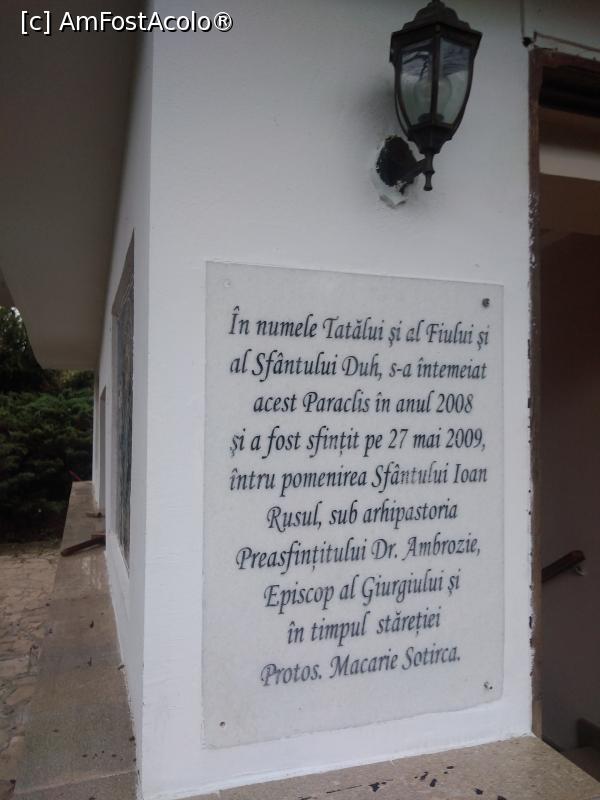 [c] AmFostAcolo®
În numele Tatălui şi al Fiului şi
al Sfântului Duh, s-a întemeiat
acest Paraclis în anul 2008
şi a fost sfinţit pe 27 mai 2009,
întru pomenirea Sfântului Ioan
Rusul, sub arhipastoria
Preasfinţitului Dr. Ambrozie,
Episcop al Giurgiului şi
în timpul stăreţiei
Protos. Macarie Sotirca.